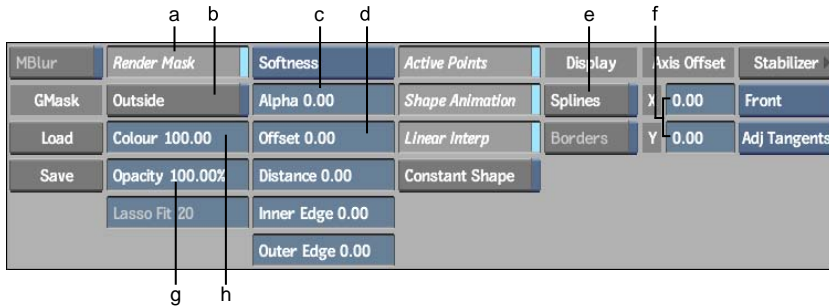 a b c d e f
MBlur Render Mask Softness Active Points Display Axis Offset Stabilizer
GMask Outside Alpha 0.00 Shape Animation Splines X 0.00 Front
Load Colour 100.00 Offset 0.00 Linear Interp Borders Y 0.00 Adj Tangents
Save Opacity 100.00% Distance 0.00 Constant Shape
Lasso Fit 20 Inner Edge 0.00
Outer Edge 0.00
g h